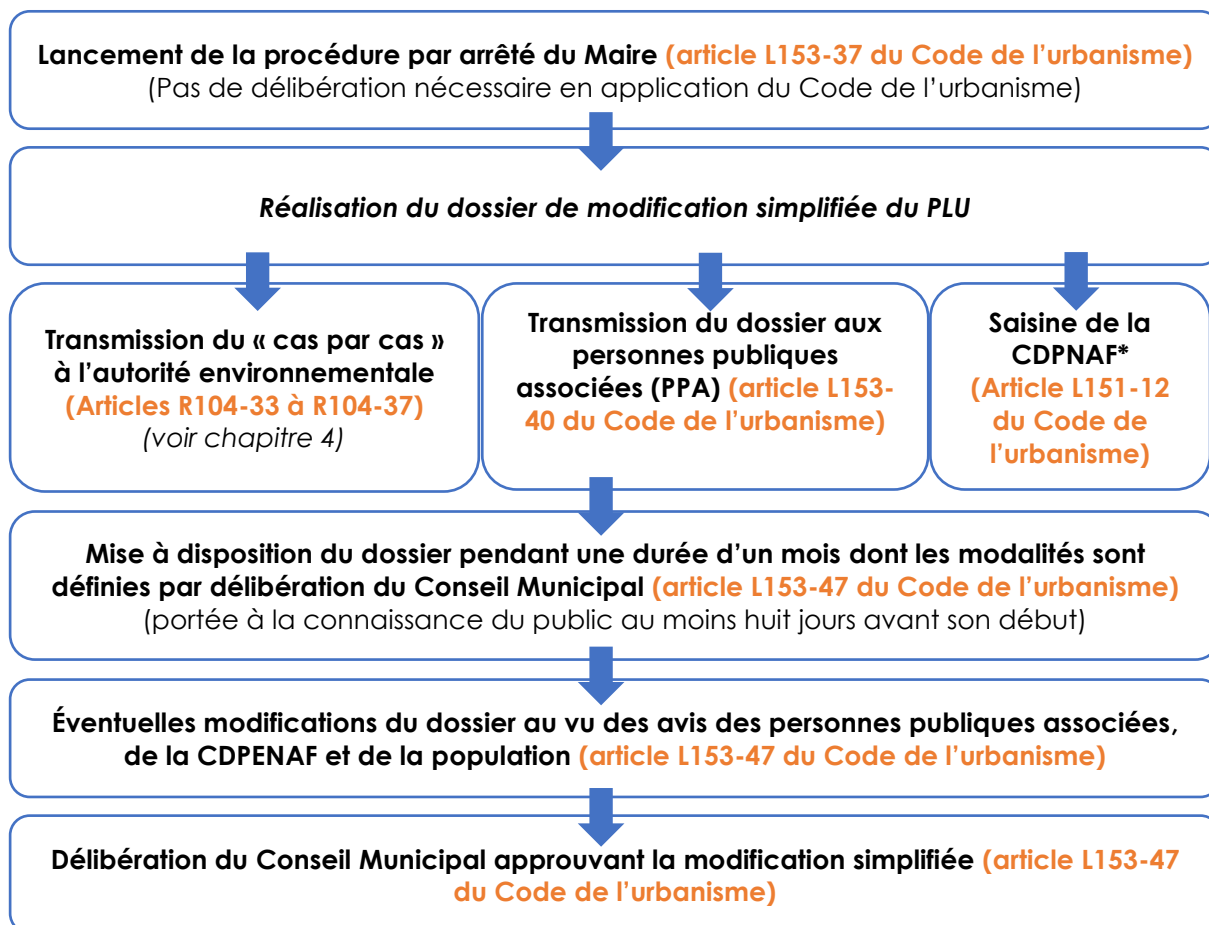 Lancement de la procédure par arrêté du Maire (article L153-37 du Code de l’urbanisme)
(Pas de délibération nécessaire en application du Code de l’urbanisme)
Réalisation du dossier de modification simplifiée du PLU
Transmission du « cas par cas »
à l’autorité environnementale
(Articles R104-33 à R104-37)
(voir chapitre 4)
Transmission du dossier aux
personnes publiques
associées (PPA) (article L153-
40 du Code de l’urbanisme)
Saisine de la
CDPNAF*
(Article L151-12
du Code de
l’urbanisme)
Mise à disposition du dossier pendant une durée d’un mois dont les modalités sont
définies par délibération du Conseil Municipal (article L153-47 du Code de l’urbanisme)
(portée à la connaissance du public au moins huit jours avant son début)
Éventuelles modifications du dossier au vu des avis des personnes publiques associées,
de la CDPENAF et de la population (article L153-47 du Code de l’urbanisme)
Délibération du Conseil Municipal approuvant la modification simplifiée (article L153-47
du Code de l’urbanisme)